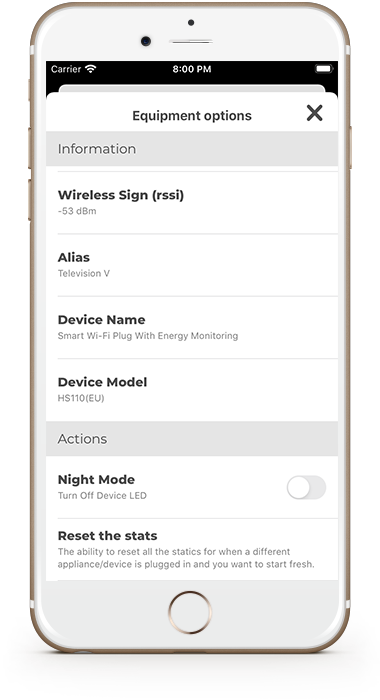 Carrier 8:00 PM
Equipment options
Information
Wireless Sign (rssi)
-53 dBm
Alias
Television V
Device Name
Smart Wi-Fi Plug With Energy Monitoring
Device Model
HS110(EU)
Actions
Night Mode
Turn Off Device LED
Reset the stats
The ability to reset all the statics for when a different
appliance/device is plugged in and you want to start fresh.